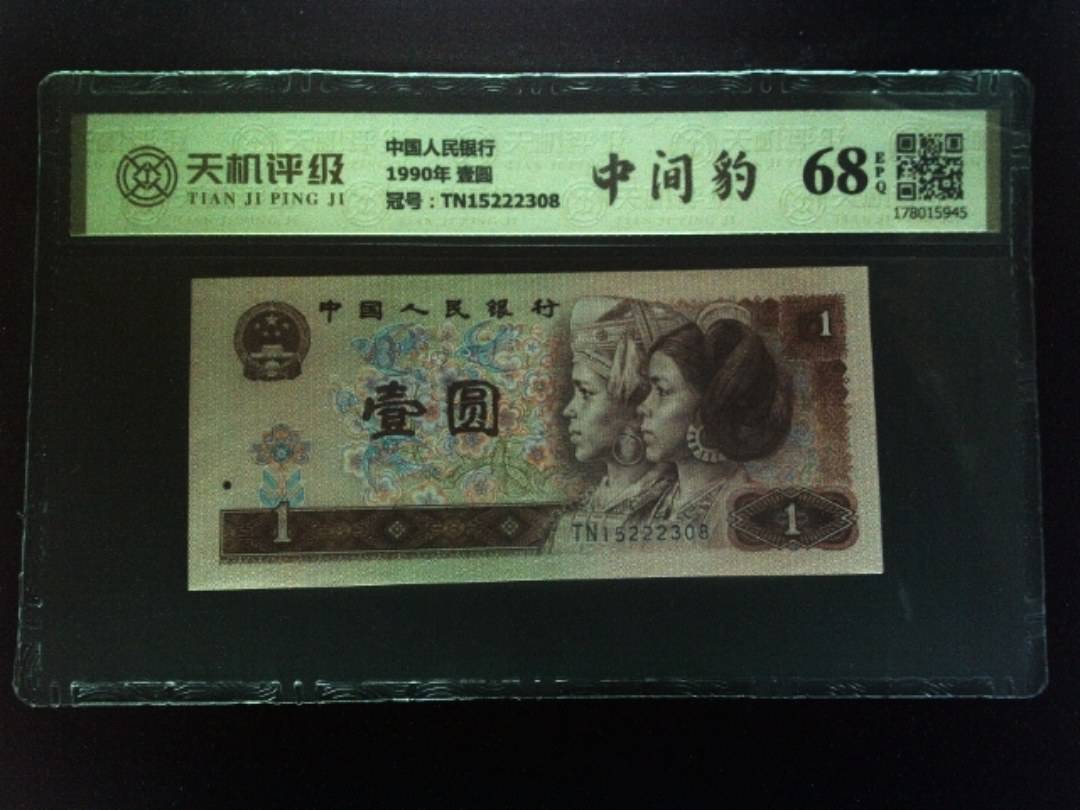 天机评级
TIAN JI PING JI
中国人民银行
1990年 壹圆
冠号：TN15222308
中间豹
68
EPQ
178015945
中国人民银行
1
壹圆
1
TN15222308
1